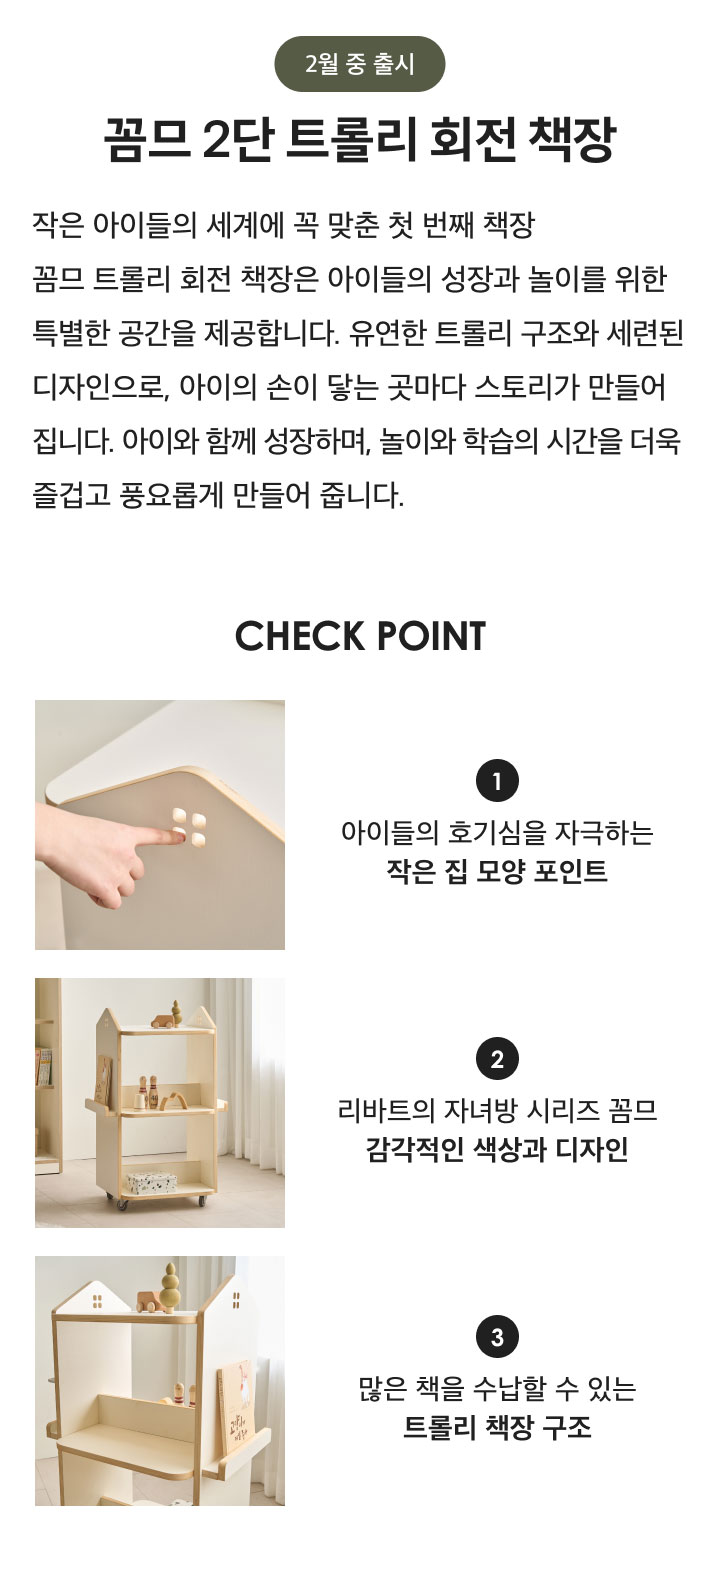 2월 중 출시
꼼므 2단 트롤리 회전 책장
작은 아이들의 세계에 꼭 맞춘 첫 번째 책장
꼼므 트롤리 회전 책장은 아이들의 성장과 놀이를 위한
특별한 공간을 제공합니다. 유연한 트롤리 구조와 세련된
디자인으로, 아이의 손이 닿는 곳마다 스토리가 만들어
집니다. 아이와 함께 성장하며, 놀이와 학습의 시간을 더욱
즐겁고 풍요롭게 만들어 줍니다.
CHECK POINT
1
아이들의 호기심을 자극하는
작은 집 모양 포인트
2
리바트의 자녀방 시리즈 꼼므
감각적인 색상과 디자인
3
많은 책을 수납할 수 있는
트롤리 책장 구조